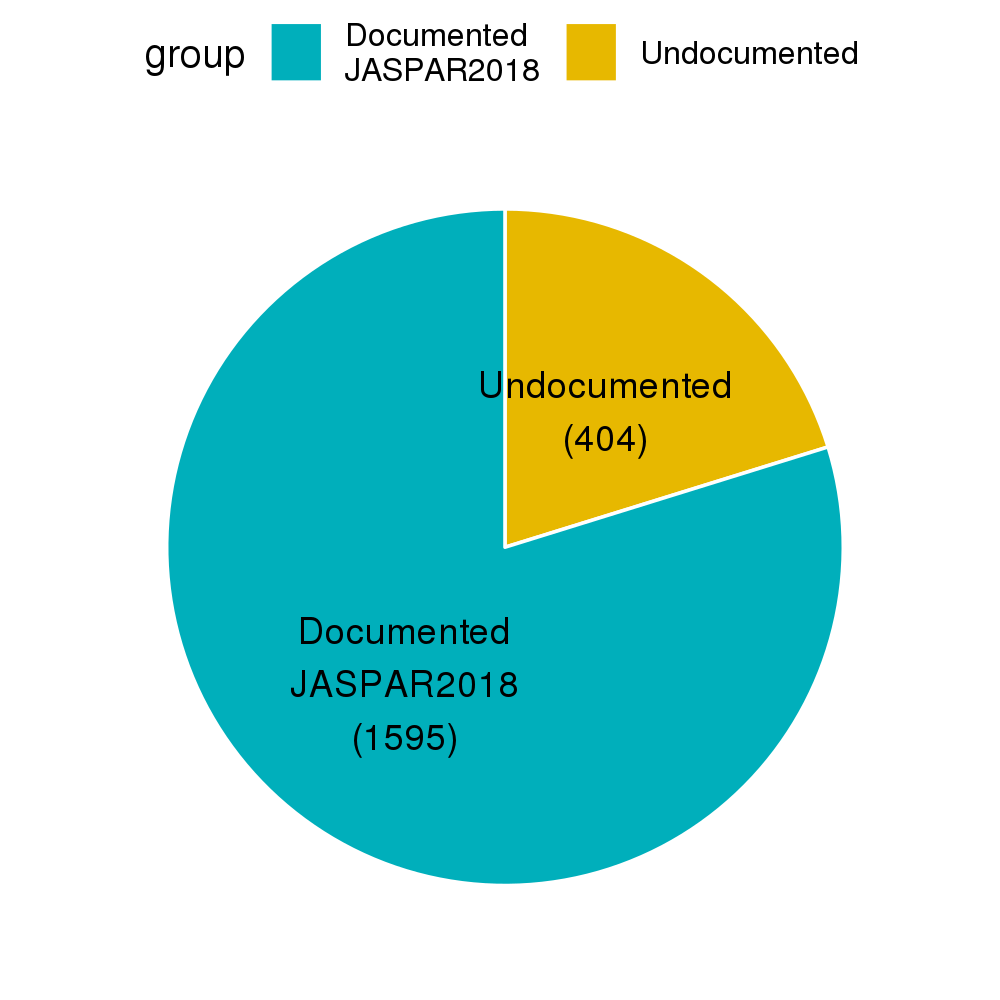 group
Documented
JASPAR2018
Undocumented
Undocumented
(404)
Documented
JASPAR2018
(1595)